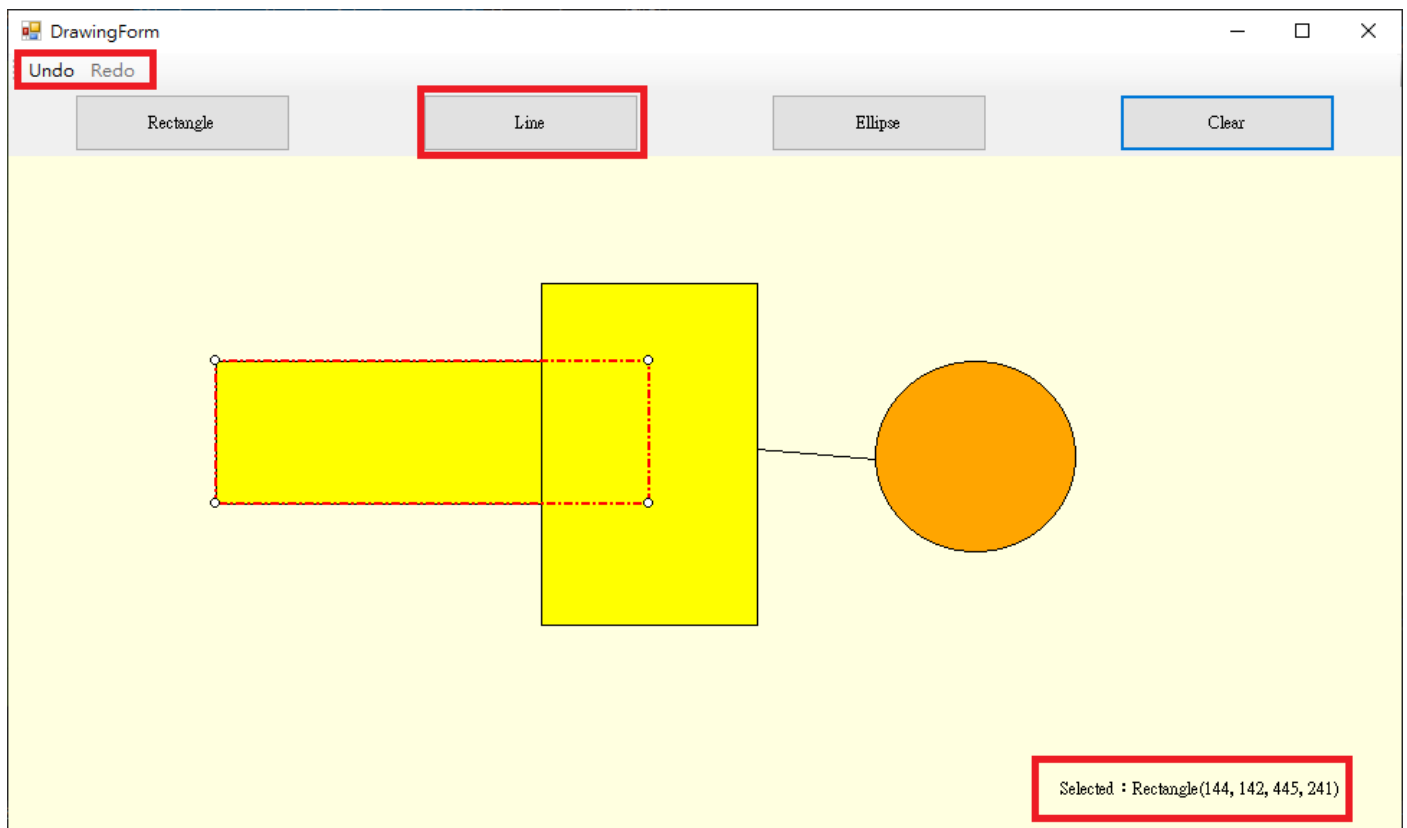 DrawingForm
Undo Redo
Rectangle Line Ellipse Clear
Selected：Rectangle(144, 142, 445, 241)